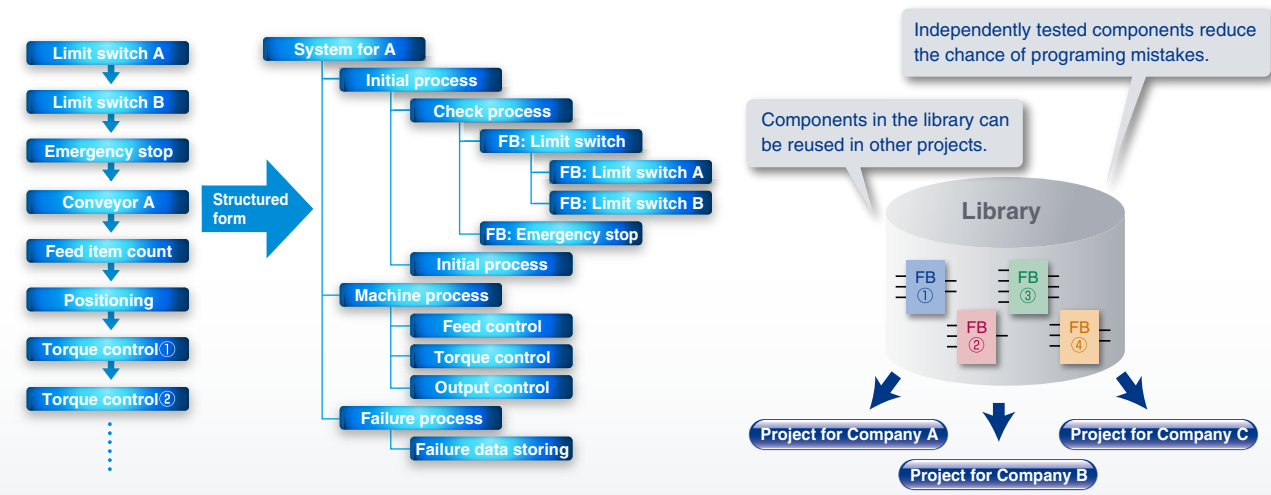 Limit switch A
Limit switch B
Emergency stop
Conveyor A
Feed item count
Positioning
Torque control①
Torque control②
Structured
form
System for A
Initial process
Check process
FB: Limit switch
FB: Limit switch A
FB: Limit switch B
FB: Emergency stop
Initial process
Machine process
Feed control
Torque control
Output control
Failure process
Failure data storing
Independently tested components reduce
the chance of programing mistakes.
Components in the library can
be reused in other projects.
Library
FB
①
FB
②
FB
③
FB
④
Project for Company A
Project for Company B
Project for Company C